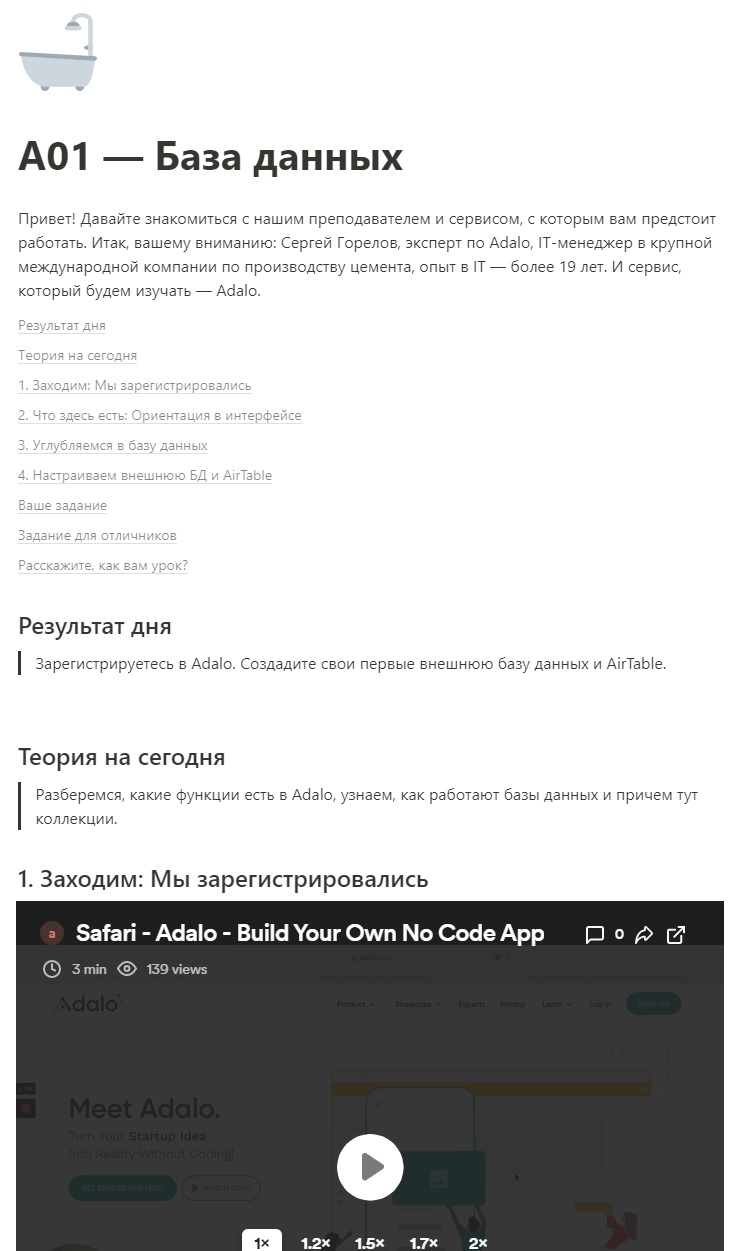 А01 — База данных
Привет! Давайте знакомиться с нашим преподавателем и сервисом, с которым вам предстоит
работать. Итак, вашему вниманию: Сергей Горелов, эксперт по Adalo, IT-менеджер в крупной
международной компании по производству цемента, опыт в IT — более 19 лет. И сервис,
который будем изучать — Adalo.
Результат дня
Теория на сегодня
1. Заходим: Мы зарегистрировались
2. Что здесь есть: Ориентация в интерфейсе
3. Углубляемся в базу данных
4. Настраиваем внешнюю БД и AirTable
Ваше задание
Задание для отличников
Расскажите, как вам урок?
Результат дня
Зарегистрируетесь в Adalo. Создадите свои первые внешнюю базу данных и AirTable.
Теория на сегодня
Разберемся, какие функции есть в Adalo, узнаем, как работают базы данных и причем тут
коллекции.
1. Заходим: Мы зарегистрировались
a Safari - Adalo - Build Your Own No Code App 0
3 min 139 views
Adalo Product Showcase Experts Pricing Learn Log In SIGN UP
Meet Adalo.
Turn Your Startup Idea
Into Reality Without Coding!
GET STARTED FOR FREE WATCH VIDEO
1× 1.2× 1.5× 1.7× 2×